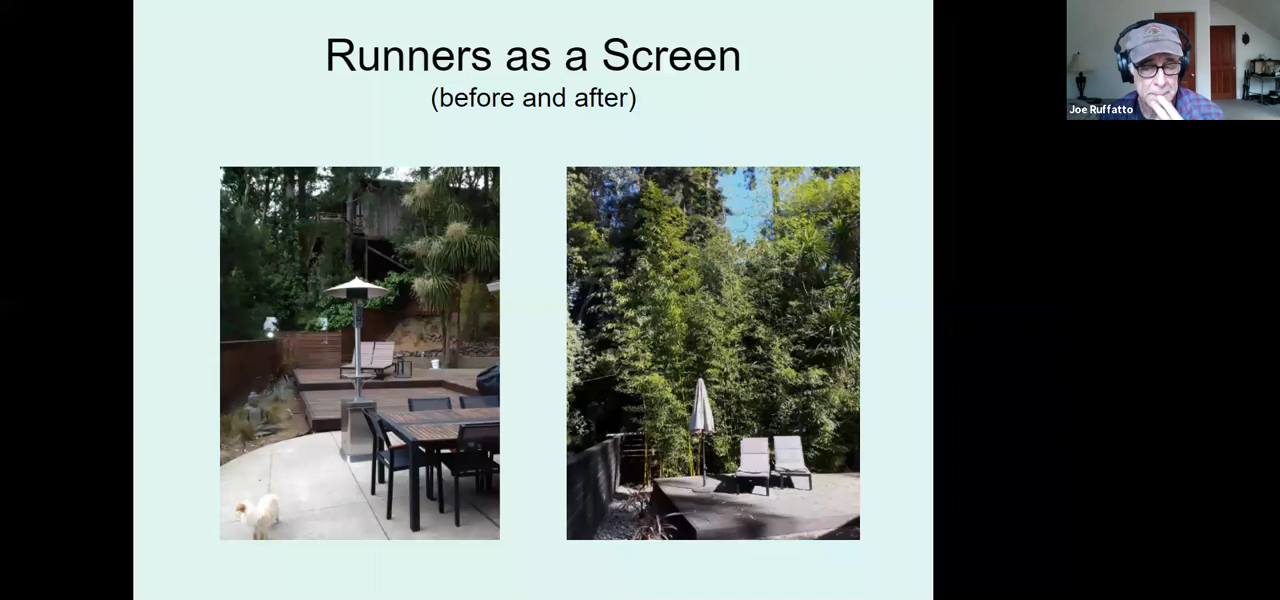 Runners as a Screen
(before and after)
Joe Ruffatto